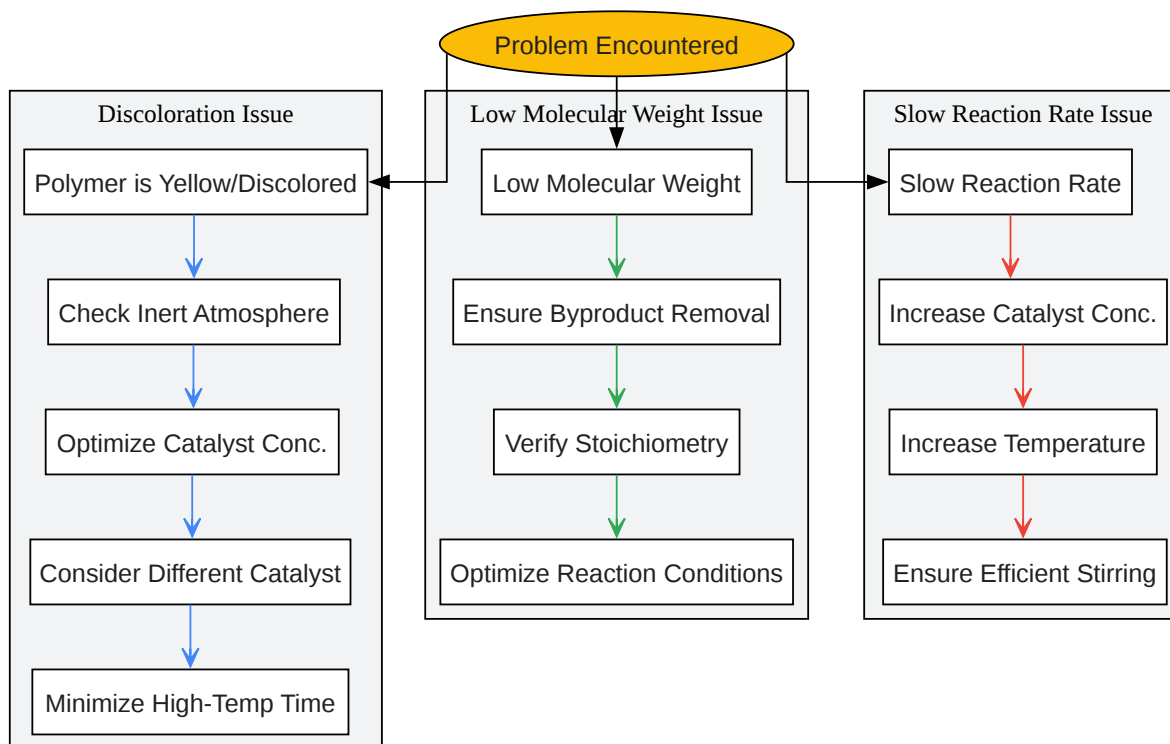 Problem Encountered
Discoloration Issue
Polymer is Yellow/Discolored
Check Inert Atmosphere
Optimize Catalyst Conc.
Consider Different Catalyst
Minimize High-Temp Time
Low Molecular Weight Issue
Low Molecular Weight
Ensure Byproduct Removal
Verify Stoichiometry
Optimize Reaction Conditions
Slow Reaction Rate Issue
Slow Reaction Rate
Increase Catalyst Conc.
Increase Temperature
Ensure Efficient Stirring